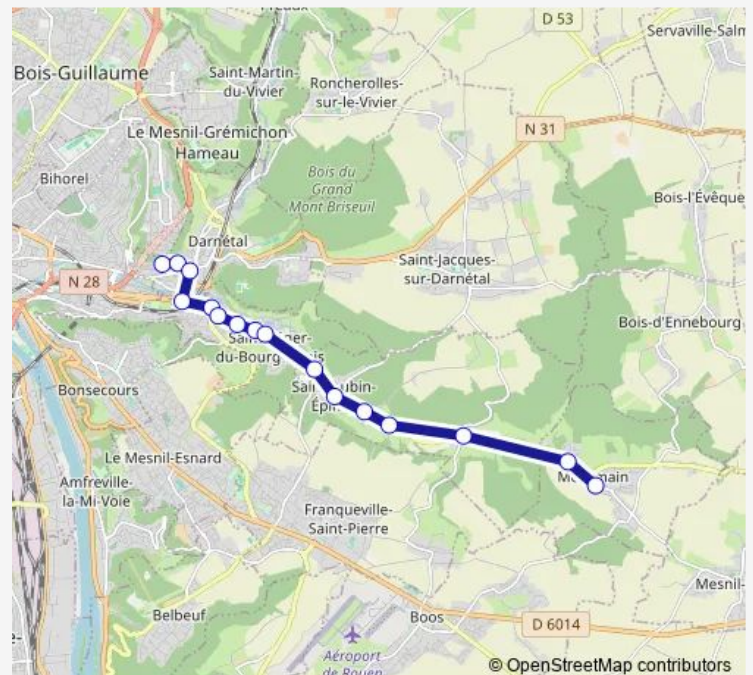 D 53
Servaville-Salm
Bois-Guillaume
Saint-Martin-
du-Vivier
Roncherolles-
sur-le-Vivier
Le Mesnil-Grémichon
Hameau
N 31
Bihorel
Bois du
Grand
Mont Briseuil
Bois-l'Évêque
Darnétal
N 28
Saint-Jacques-
sur-Darnétal
Bois-d'Ennebourg
du-Bourg
Bonsecours
Le Mesnil-Esnard
Amfreville-
la-Mi-Voie
Franqueville-
Saint-Pierre
Mesnil-
Belbeuf
Boos
D 6014
Aéroport
de Rouen
© OpenStreetMap contributors